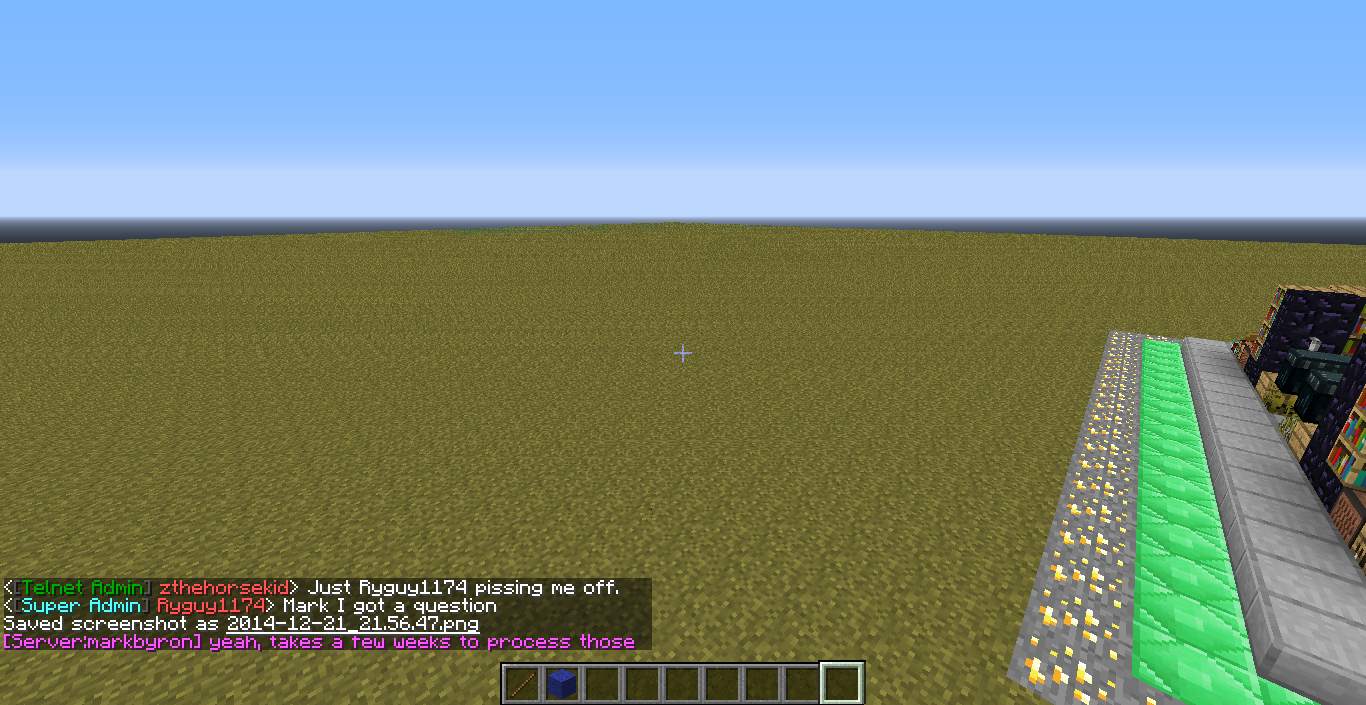 <[Telnet Admin] zthehorsekid> Just Ryguy1174 pissing me off.
<[Super Admin] Ryguy1174> Mark I got a question
Saved screenshot as 2014-12-21_21.56.47.png
[Server:markbyron] yeah, takes a few weeks to process those